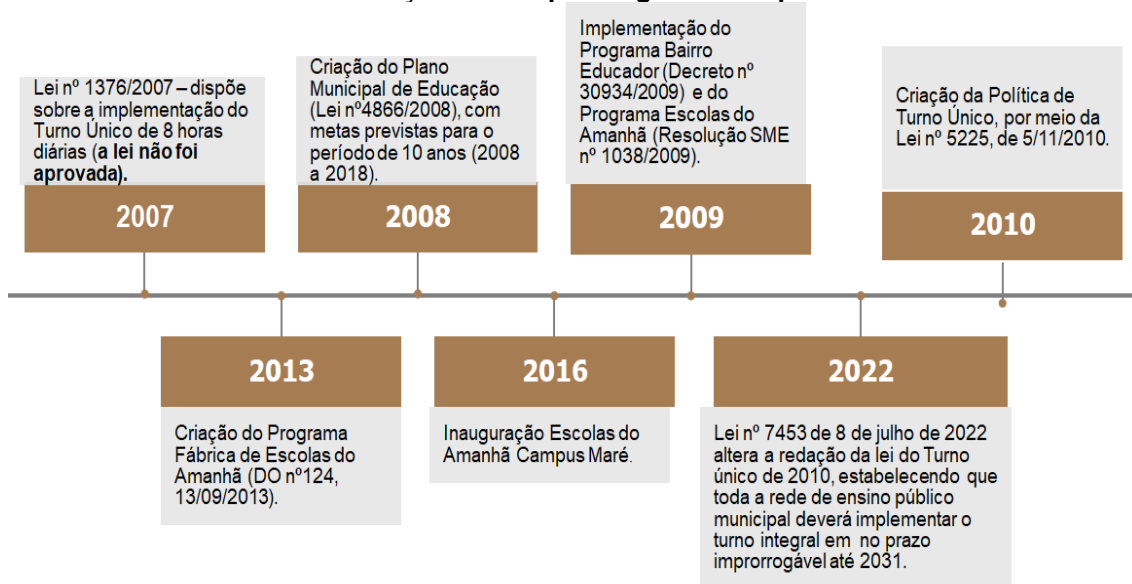 Lei nº 1376/2007 – dispõe
sobre a implementação do
Turno Único de 8 horas
diárias (a lei não foi
aprovada).
2007
Criação do Plano
Municipal de Educação
(Lei nº4866/2008), com
metas previstas para o
período de 10 anos (2008
a 2018).
2008
Implementação do
Programa Bairro
Educador (Decreto nº
30934/2009) e do
Programa Escolas do
Amanhã (Resolução SME
nº 1038/2009).
2009
Criação da Política de
Turno Único, por meio da
Lei nº 5225, de 5/11/2010.
2010
2013
Criação do Programa
Fábrica de Escolas do
Amanhã (DO nº124,
13/09/2013).
2016
Inauguração Escolas do
Amanhã Campus Maré.
2022
Lei nº 7453 de 8 de julho de 2022
altera a redação da lei do Turno
único de 2010, estabelecendo que
toda a rede de ensino público
municipal deverá implementar o
turno integral em no prazo
improrrogável até 2031.